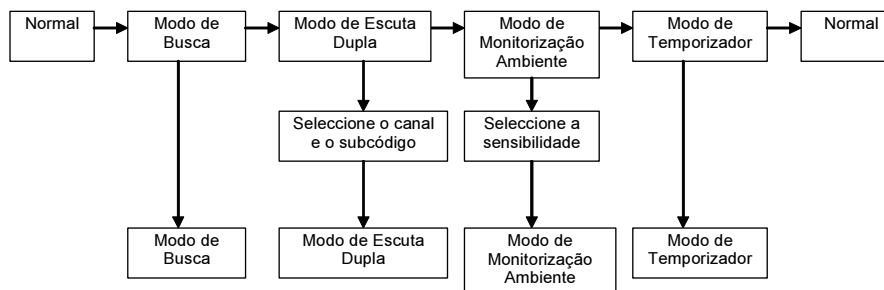 Normal
Modo de
Busca
Modo de Escuta
Dupla
Modo de
Monitorização
Ambiente
Modo de
Temporizador
Normal
Seleccione o canal
e o subcódigo
Seleccione a
sensibilidade
Modo de
Busca
Modo de Escuta
Dupla
Modo de
Monitorização
Ambiente
Modo de
Temporizador